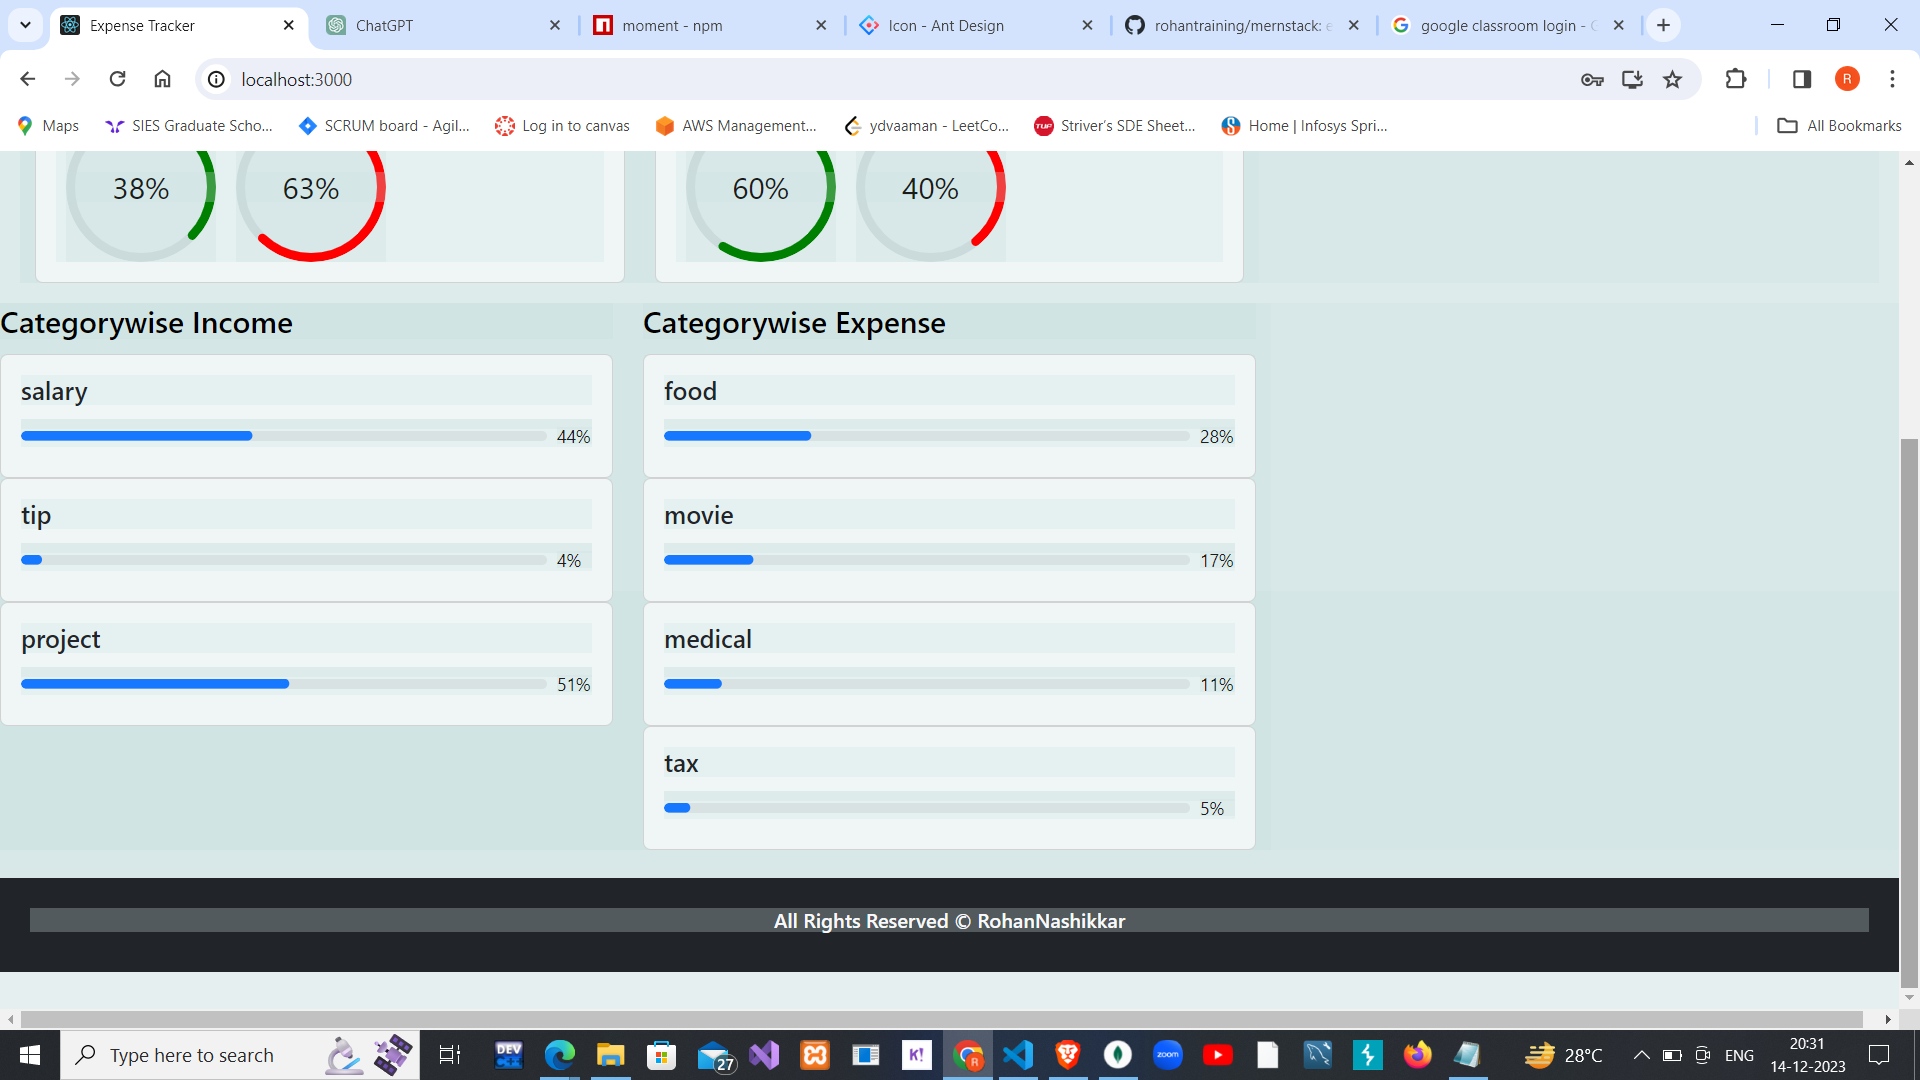 Expense Tracker
ChatGPT
moment - npm
Icon - Ant Design
rohantraining/mernstack: e
google classroom login - G
localhost:3000
R
Maps
SIES Graduate Scho...
SCRUM board - Agil...
Log in to canvas
AWS Management...
ydvaaman - LeetCo...
Striver's SDE Sheet...
Home | Infosys Spri...
All Bookmarks
38%
63%
60%
40%
Categorywise Income
Categorywise Expense
salary
44%
food
28%
tip
4%
movie
17%
project
51%
medical
11%
tax
5%
All Rights Reserved © RohanNashikkar
Type here to search
DEV
27
K!
R
zoom
28°C
ENG
20:31
14-12-2023